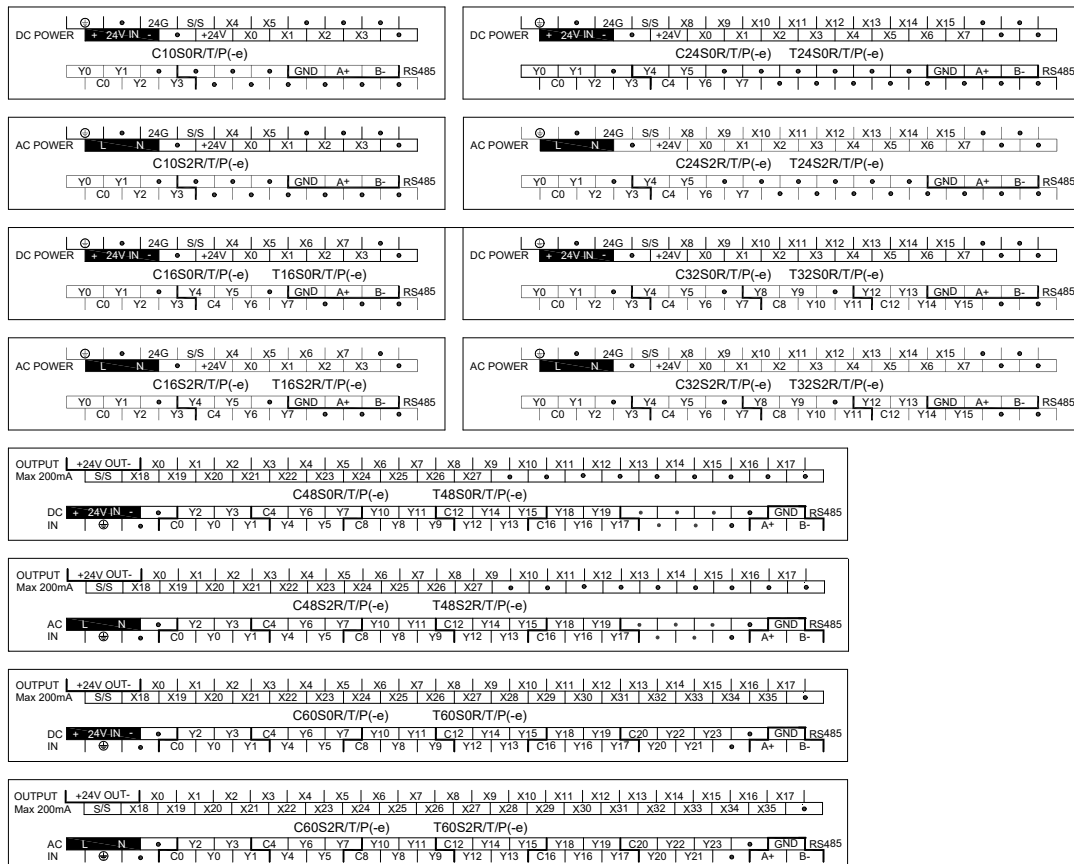 24G S/S X4 X5
DC POWER + 24V IN - +24V X0 X1 X2 X3
C10S0R/T/P(-e)
Y0 Y1 GND A+ B- RS485
C0 Y2 Y3
24G S/S X8 X9 X10 X11 X12 X13 X14 X15
DC POWER + 24V IN - +24V X0 X1 X2 X3 X4 X5 X6 X7
C24S0R/T/P(-e) T24S0R/T/P(-e)
Y0 Y1 Y4 Y5 GND A+ B- RS485
C0 Y2 Y3 C4 Y6 Y7
24G S/S X4 X5
AC POWER L N +24V X0 X1 X2 X3
C10S2R/T/P(-e)
Y0 Y1 GND A+ B- RS485
C0 Y2 Y3
24G S/S X8 X9 X10 X11 X12 X13 X14 X15
AC POWER L N +24V X0 X1 X2 X3 X4 X5 X6 X7
C24S2R/T/P(-e) T24S2R/T/P(-e)
Y0 Y1 Y4 Y5 GND A+ B- RS485
C0 Y2 Y3 C4 Y6 Y7
24G S/S X4 X5 X6 X7
DC POWER + 24V IN - +24V X0 X1 X2 X3
C16S0R/T/P(-e) T16S0R/T/P(-e)
Y0 Y1 Y4 Y5 GND A+ B- RS485
C0 Y2 Y3 C4 Y6 Y7
24G S/S X8 X9 X10 X11 X12 X13 X14 X15
DC POWER + 24V IN - +24V X0 X1 X2 X3 X4 X5 X6 X7
C32S0R/T/P(-e) T32S0R/T/P(-e)
Y0 Y1 Y4 Y5 Y8 Y9 Y12 Y13 GND A+ B- RS485
C0 Y2 Y3 C4 Y6 Y7 C8 Y10 Y11 C12 Y14 Y15
24G S/S X4 X5 X6 X7
AC POWER L N +24V X0 X1 X2 X3
C16S2R/T/P(-e) T16S2R/T/P(-e)
Y0 Y1 Y4 Y5 GND A+ B- RS485
C0 Y2 Y3 C4 Y6 Y7
24G S/S X8 X9 X10 X11 X12 X13 X14 X15
AC POWER L N +24V X0 X1 X2 X3 X4 X5 X6 X7
C32S2R/T/P(-e) T32S2R/T/P(-e)
Y0 Y1 Y4 Y5 Y8 Y9 Y12 Y13 GND A+ B- RS485
C0 Y2 Y3 C4 Y6 Y7 C8 Y10 Y11 C12 Y14 Y15
OUTPUT +24V OUT- X0 X1 X2 X3 X4 X5 X6 X7 X8 X9 X10 X11 X12 X13 X14 X15 X16 X17
Max 200mA S/S X18 X19 X20 X21 X22 X23 X24 X25 X26 X27
C48S0R/T/P(-e) T48S0R/T/P(-e)
DC + 24V IN - Y2 Y3 C4 Y6 Y7 Y10 Y11 C12 Y14 Y15 Y18 Y19 GND RS485
IN C0 Y0 Y1 Y4 Y5 C8 Y8 Y9 Y12 Y13 C16 Y16 Y17 A+ B-
OUTPUT +24V OUT- X0 X1 X2 X3 X4 X5 X6 X7 X8 X9 X10 X11 X12 X13 X14 X15 X16 X17
Max 200mA S/S X18 X19 X20 X21 X22 X23 X24 X25 X26 X27
C48S2R/T/P(-e) T48S2R/T/P(-e)
AC L N Y2 Y3 C4 Y6 Y7 Y10 Y11 C12 Y14 Y15 Y18 Y19 GND RS485
IN C0 Y0 Y1 Y4 Y5 C8 Y8 Y9 Y12 Y13 C16 Y16 Y17 A+ B-
OUTPUT +24V OUT- X0 X1 X2 X3 X4 X5 X6 X7 X8 X9 X10 X11 X12 X13 X14 X15 X16 X17
Max 200mA S/S X18 X19 X20 X21 X22 X23 X24 X25 X26 X27 X28 X29 X30 X31 X32 X33 X34 X35
C60S0R/T/P(-e) T60S0R/T/P(-e)
DC + 24V IN - Y2 Y3 C4 Y6 Y7 Y10 Y11 C12 Y14 Y15 Y18 Y19 C20 Y22 Y23 GND RS485
IN C0 Y0 Y1 Y4 Y5 C8 Y8 Y9 Y12 Y13 C16 Y16 Y17 Y20 Y21 A+ B-
OUTPUT +24V OUT- X0 X1 X2 X3 X4 X5 X6 X7 X8 X9 X10 X11 X12 X13 X14 X15 X16 X17
Max 200mA S/S X18 X19 X20 X21 X22 X23 X24 X25 X26 X27 X28 X29 X30 X31 X32 X33 X34 X35
C60S2R/T/P(-e) T60S2R/T/P(-e)
AC L N Y2 Y3 C4 Y6 Y7 Y10 Y11 C12 Y14 Y15 Y18 Y19 C20 Y22 Y23 GND RS485
IN C0 Y0 Y1 Y4 Y5 C8 Y8 Y9 Y12 Y13 C16 Y16 Y17 Y20 Y21 A+ B-